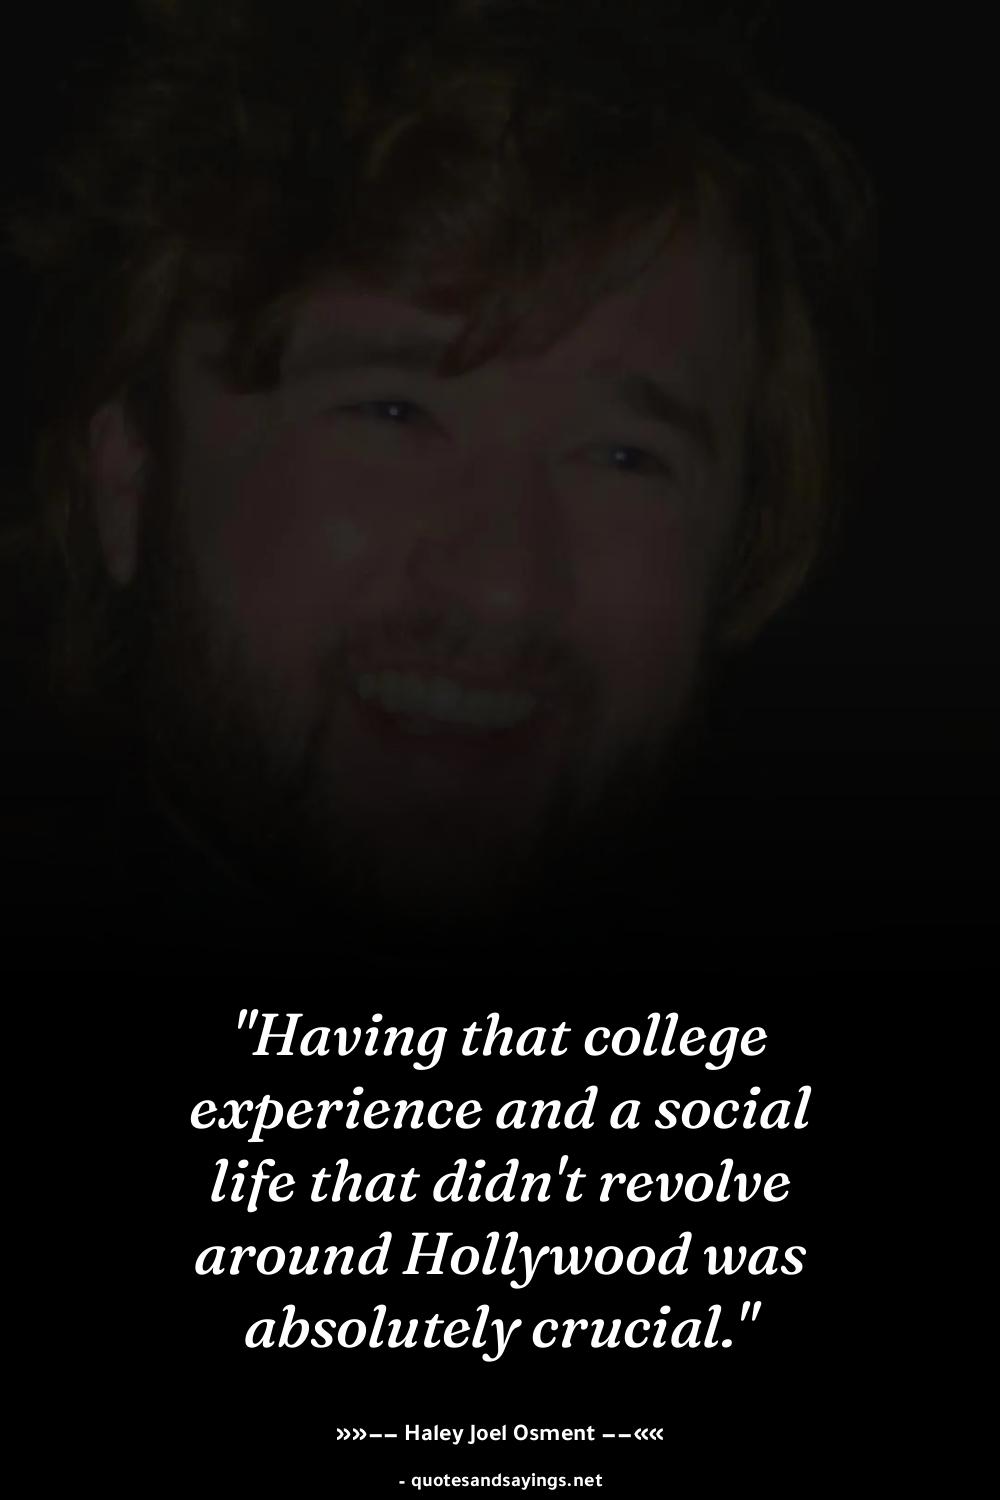 "Having that college
experience and a social
life that didn't revolve
around Hollywood was
absolutely crucial."
»»–– Haley Joel Osment ––««
- quotesandsayings.net